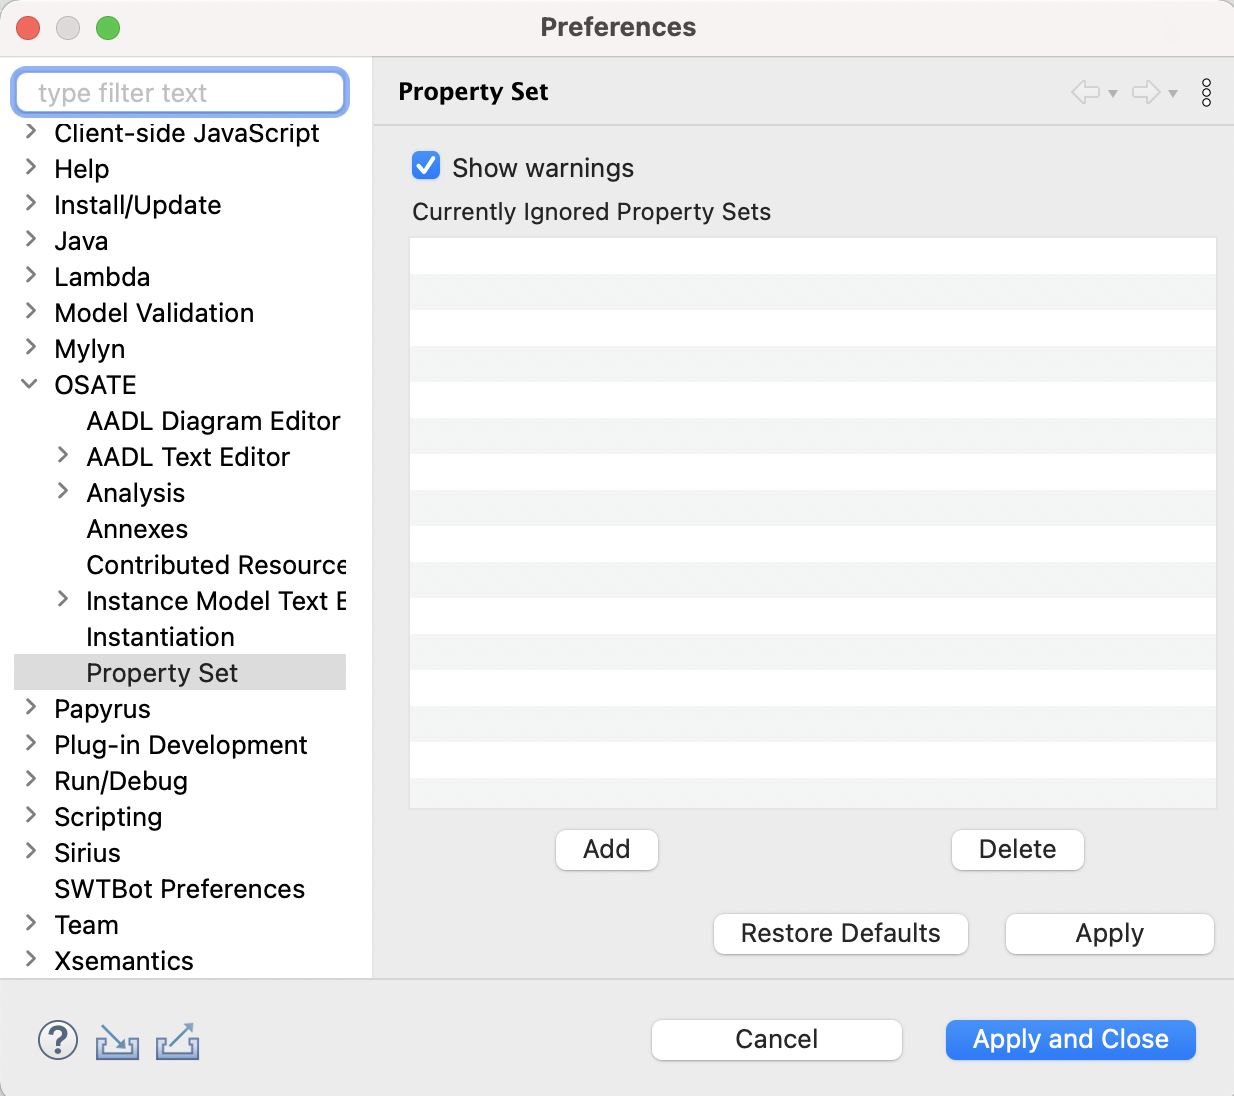 Preferences
type filter text
Client-side JavaScript
Help
Install/Update
Java
Lambda
Model Validation
Mylyn
OSATE
AADL Diagram Editor
AADL Text Editor
Analysis
Annexes
Contributed Resource
Instance Model Text E
Instantiation
Property Set
Papyrus
Plug-in Development
Run/Debug
Scripting
Sirius
SWTBot Preferences
Team
Xsemantics
Property Set
Show warnings
Currently Ignored Property Sets
Add
Delete
Restore Defaults
Apply
?
Cancel
Apply and Close